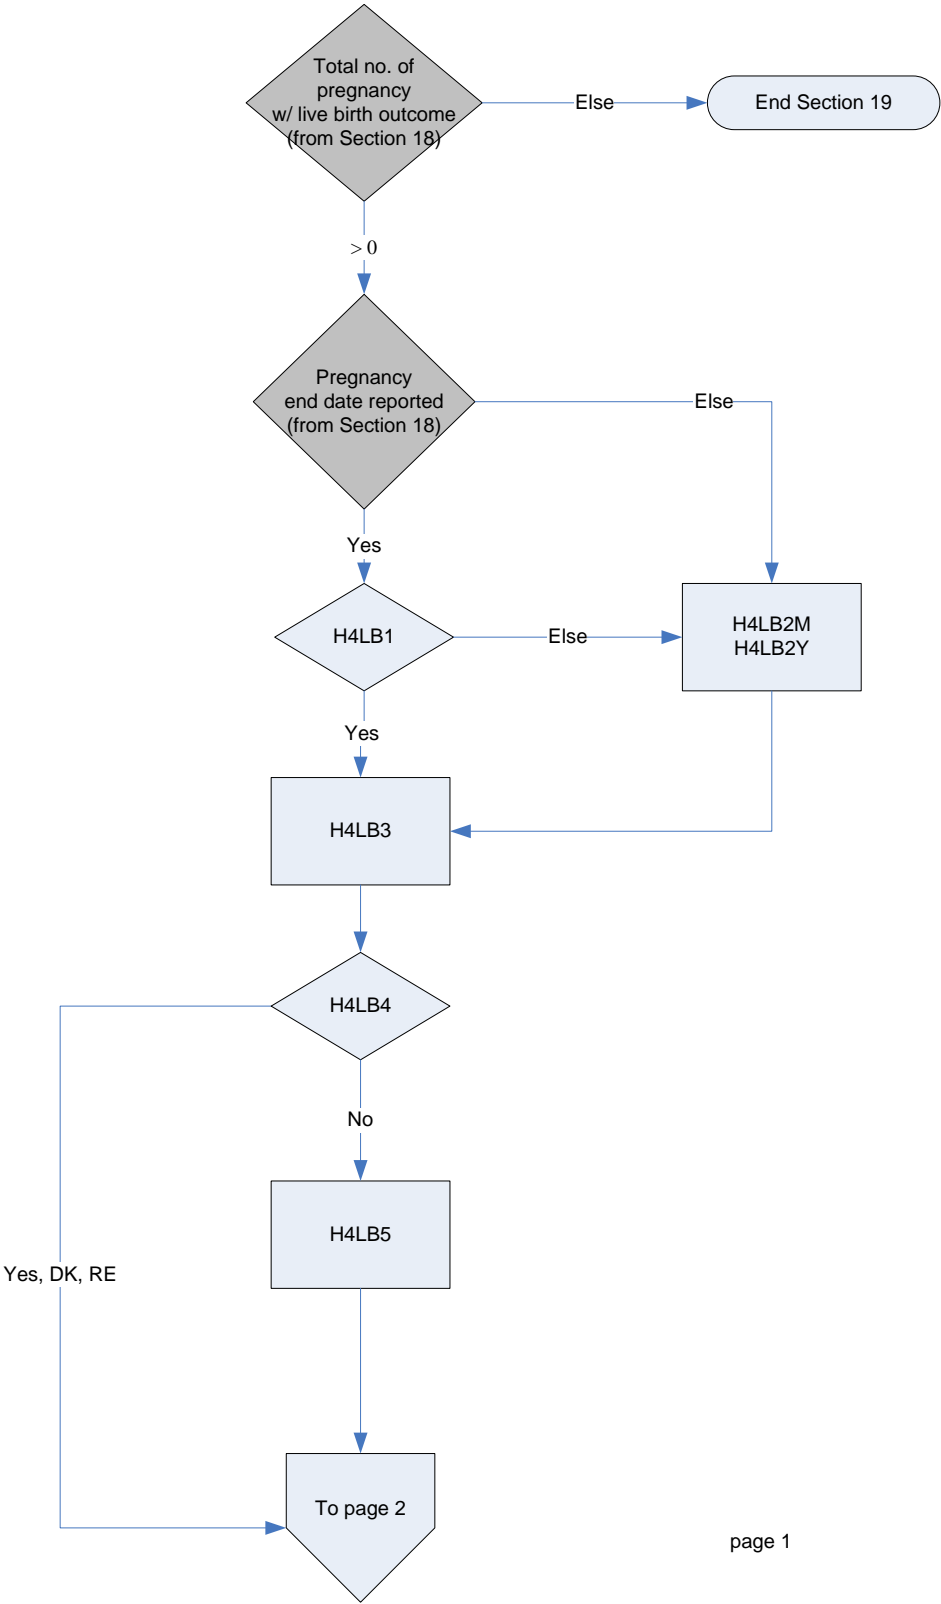 Total no. of
pregnancy
w/ live birth outcome
(from Section 18)
Else
End Section 19
> 0
Pregnancy
end date reported
(from Section 18)
Else
Yes
H4LB1
Else
H4LB2M
H4LB2Y
Yes
H4LB3
H4LB4
No
H4LB5
Yes, DK, RE
To page 2
page 1